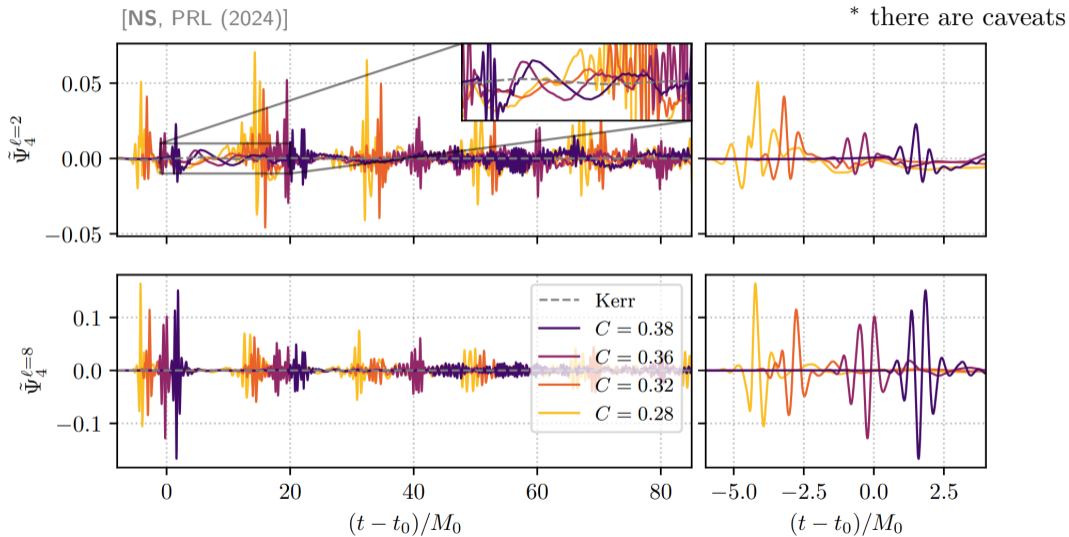 [NS, PRL (2024)]
* there are caveats
0.05
0.00
−0.05
Ψ̃₄^{ℓ=2}
0.1
0.0
−0.1
Ψ̃₄^{ℓ=8}
Kerr
C = 0.38
C = 0.36
C = 0.32
C = 0.28
0 20 40 60 80
(t − t₀)/M₀
−5.0 −2.5 0.0 2.5
(t − t₀)/M₀